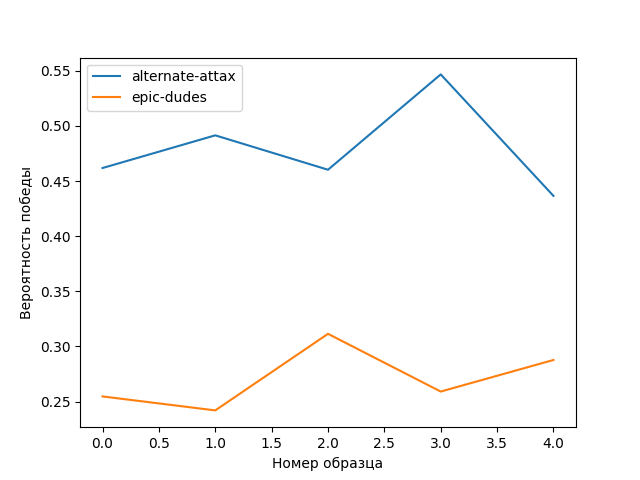 alternate-attax
epic-dudes
0.55
0.50
0.45
0.40
0.35
0.30
0.25
Вероятность победы
0.0 0.5 1.0 1.5 2.0 2.5 3.0 3.5 4.0
Номер образца